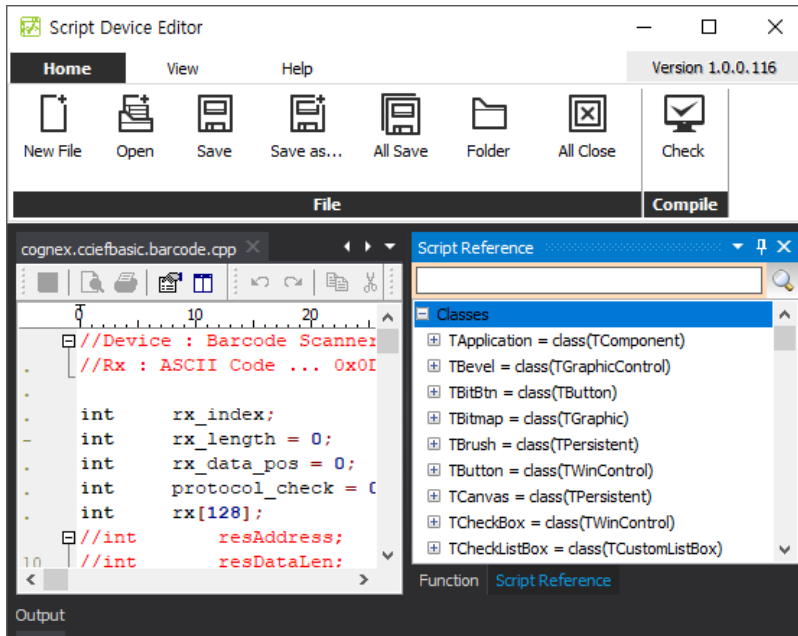 Script Device Editor
Home View Help Version 1.0.0.116
New File Open Save Save as... All Save Folder All Close Check
File Compile
cognex.cciefbasic.barcode.cpp Script Reference
0 10 20
Classes
//Device : Barcode Scanner
TApplication = class(TComponent)
//Rx : ASCII Code ... 0x0D
TBevel = class(TGraphicControl)
TBitBtn = class(TButton)
int rx_index;
TBitmap = class(TGraphic)
int rx_length = 0;
TBrush = class(TPersistent)
int rx_data_pos = 0;
TButton = class(TWinControl)
int protocol_check = 0
TCanvas = class(TPersistent)
int rx[128];
TCheckBox = class(TWinControl)
//int resAddress;
TCheckListBox = class(TCustomListBox)
10 //int resDataLen;
Function Script Reference
Output